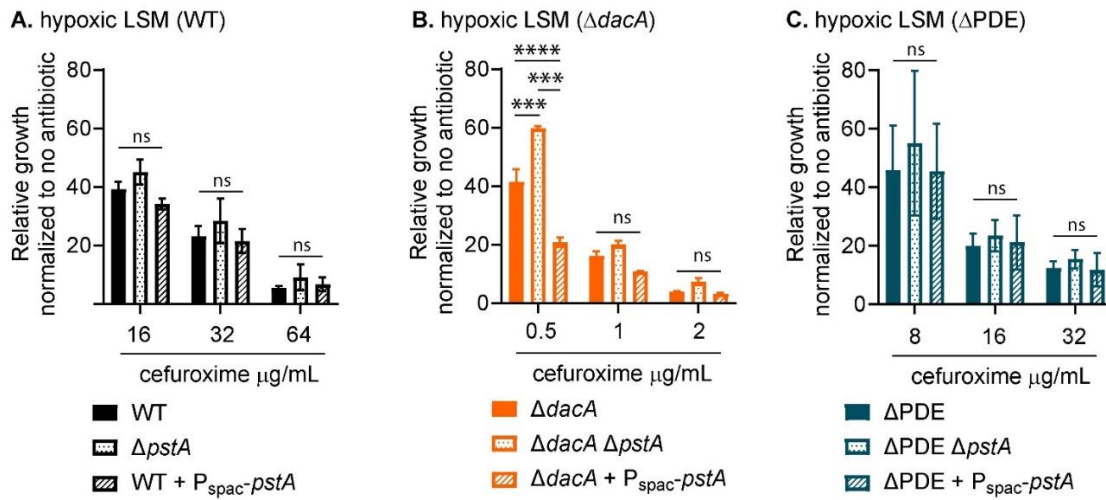 A. hypoxic LSM (WT)
Relative growth
normalized to no antibiotic
80
60
40
20
0
ns
ns
ns
16 32 64
cefuroxime μg/mL
WT
ΔpstA
WT + Pspac-pstA
B. hypoxic LSM (ΔdacA)
Relative growth
normalized to no antibiotic
80
60
40
20
0
****
***
***
ns
ns
0.5 1 2
cefuroxime μg/mL
ΔdacA
ΔdacA ΔpstA
ΔdacA + Pspac-pstA
C. hypoxic LSM (ΔPDE)
Relative growth
normalized to no antibiotic
80
60
40
20
0
ns
ns
ns
8 16 32
cefuroxime μg/mL
ΔPDE
ΔPDE ΔpstA
ΔPDE + Pspac-pstA